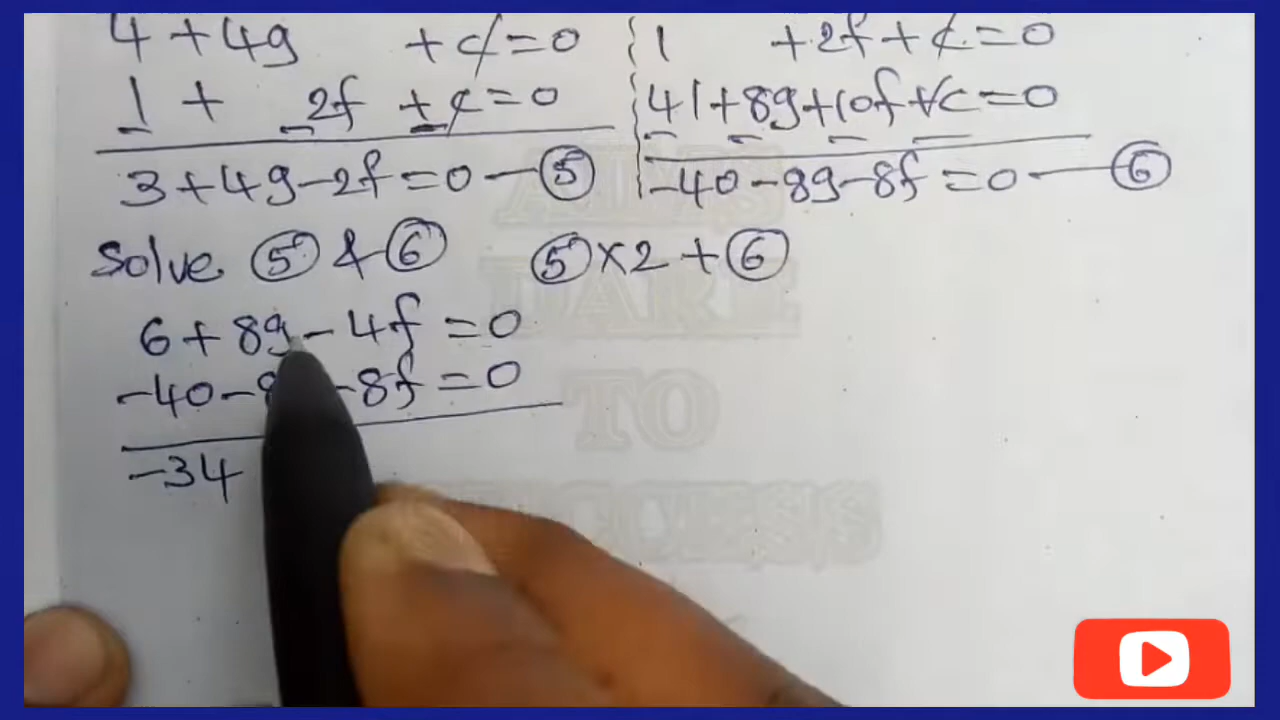 4 + 4g + c = 0
1 + 2f + c = 0
1 + 2f + c = 0
41 + 8g + 10f + c = 0
3 + 4g - 2f = 0 — ⑤
-40 - 8g - 8f = 0 — ⑥
Solve ⑤ & ⑥ ⑤ × 2 + ⑥
6 + 8g - 4f = 0
-40 - 8 - 8f = 0
-34